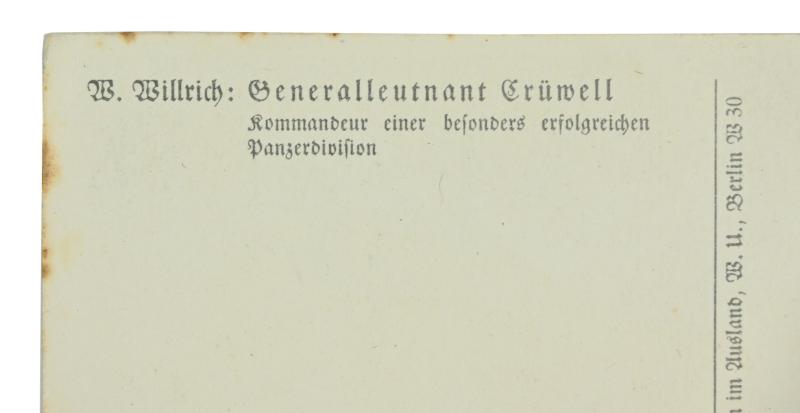 W. Willrich: Generalleutnant Crüwell
Kommandeur einer beſonders erfolgreichen
Panzerdiviſion
im Ausland, W. U., Berlin W 30